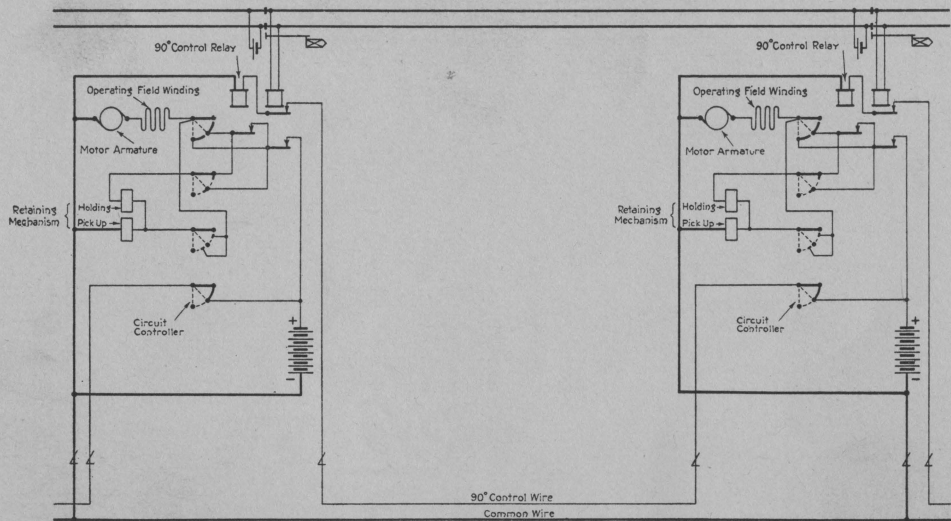 90° Control Relay
Operating Field Winding
Motor Armature
Retaining
Mechanism
Holding
Pick Up
Circuit
Controller
+
−
90° Control Relay
Operating Field Winding
Motor Armature
Retaining
Mechanism
Holding
Pick Up
Circuit
Controller
+
−
90° Control Wire
Common Wire